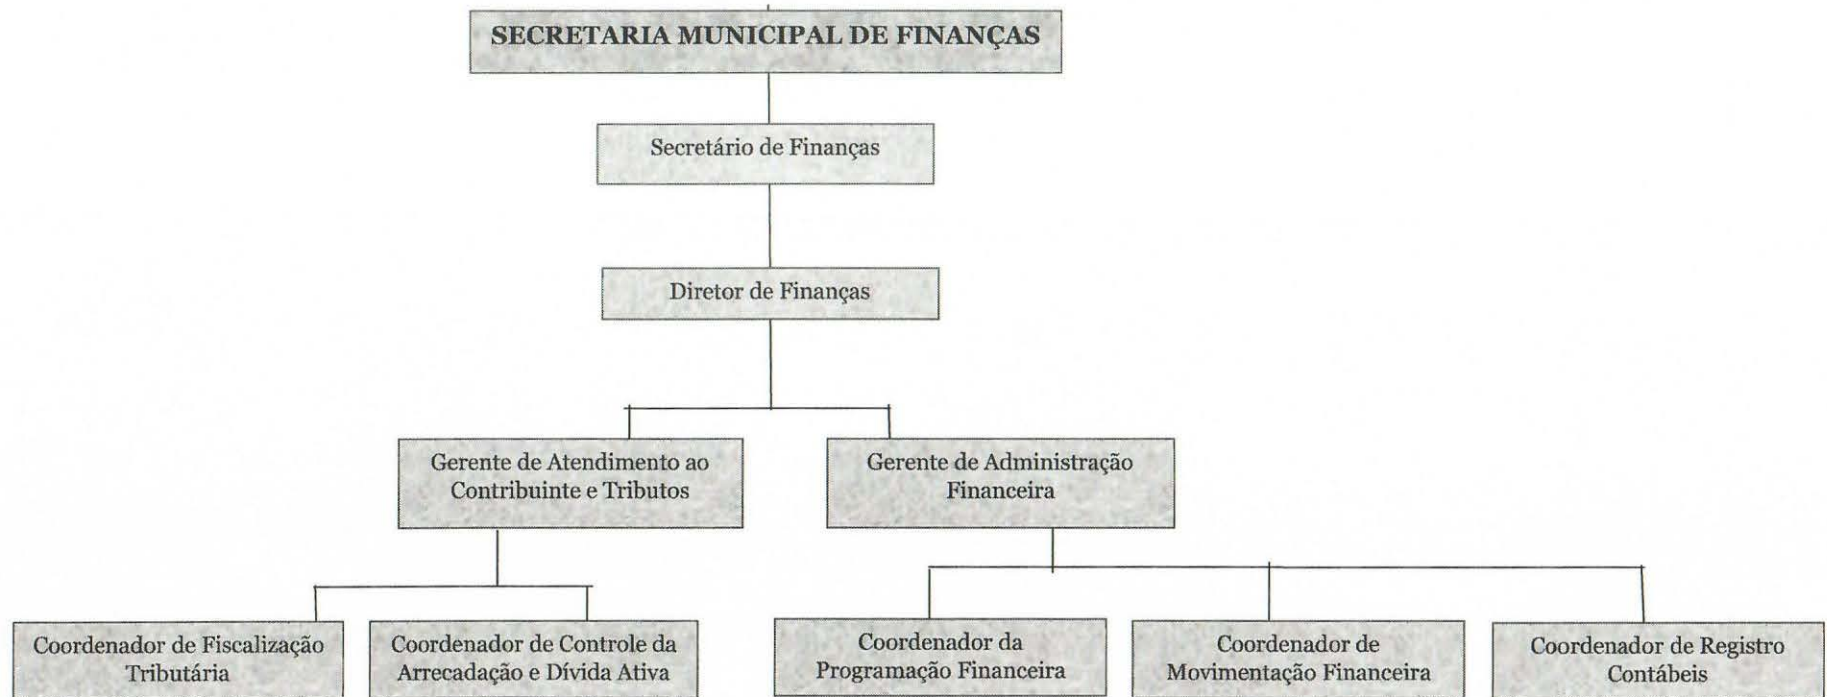 SECRETARIA MUNICIPAL DE FINANÇAS
Secretário de Finanças
Diretor de Finanças
Gerente de Atendimento ao
Contribuinte e Tributos
Gerente de Administração
Financeira
Coordenador de Fiscalização
Tributária
Coordenador de Controle da
Arrecadação e Dívida Ativa
Coordenador da
Programação Financeira
Coordenador de
Movimentação Financeira
Coordenador de Registro
Contábeis